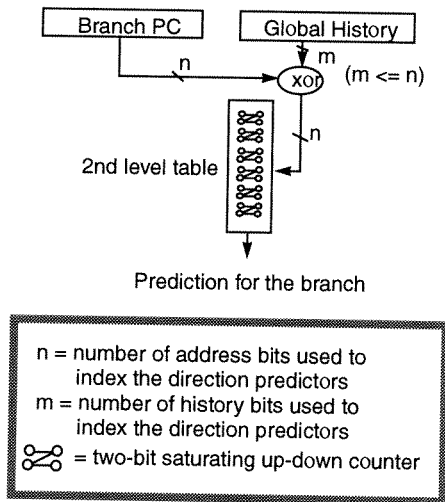 Branch PC
Global History
n
m
xor
(m <= n)
n
2nd level table
Prediction for the branch
n = number of address bits used to
index the direction predictors
m = number of history bits used to
index the direction predictors
= two-bit saturating up-down counter